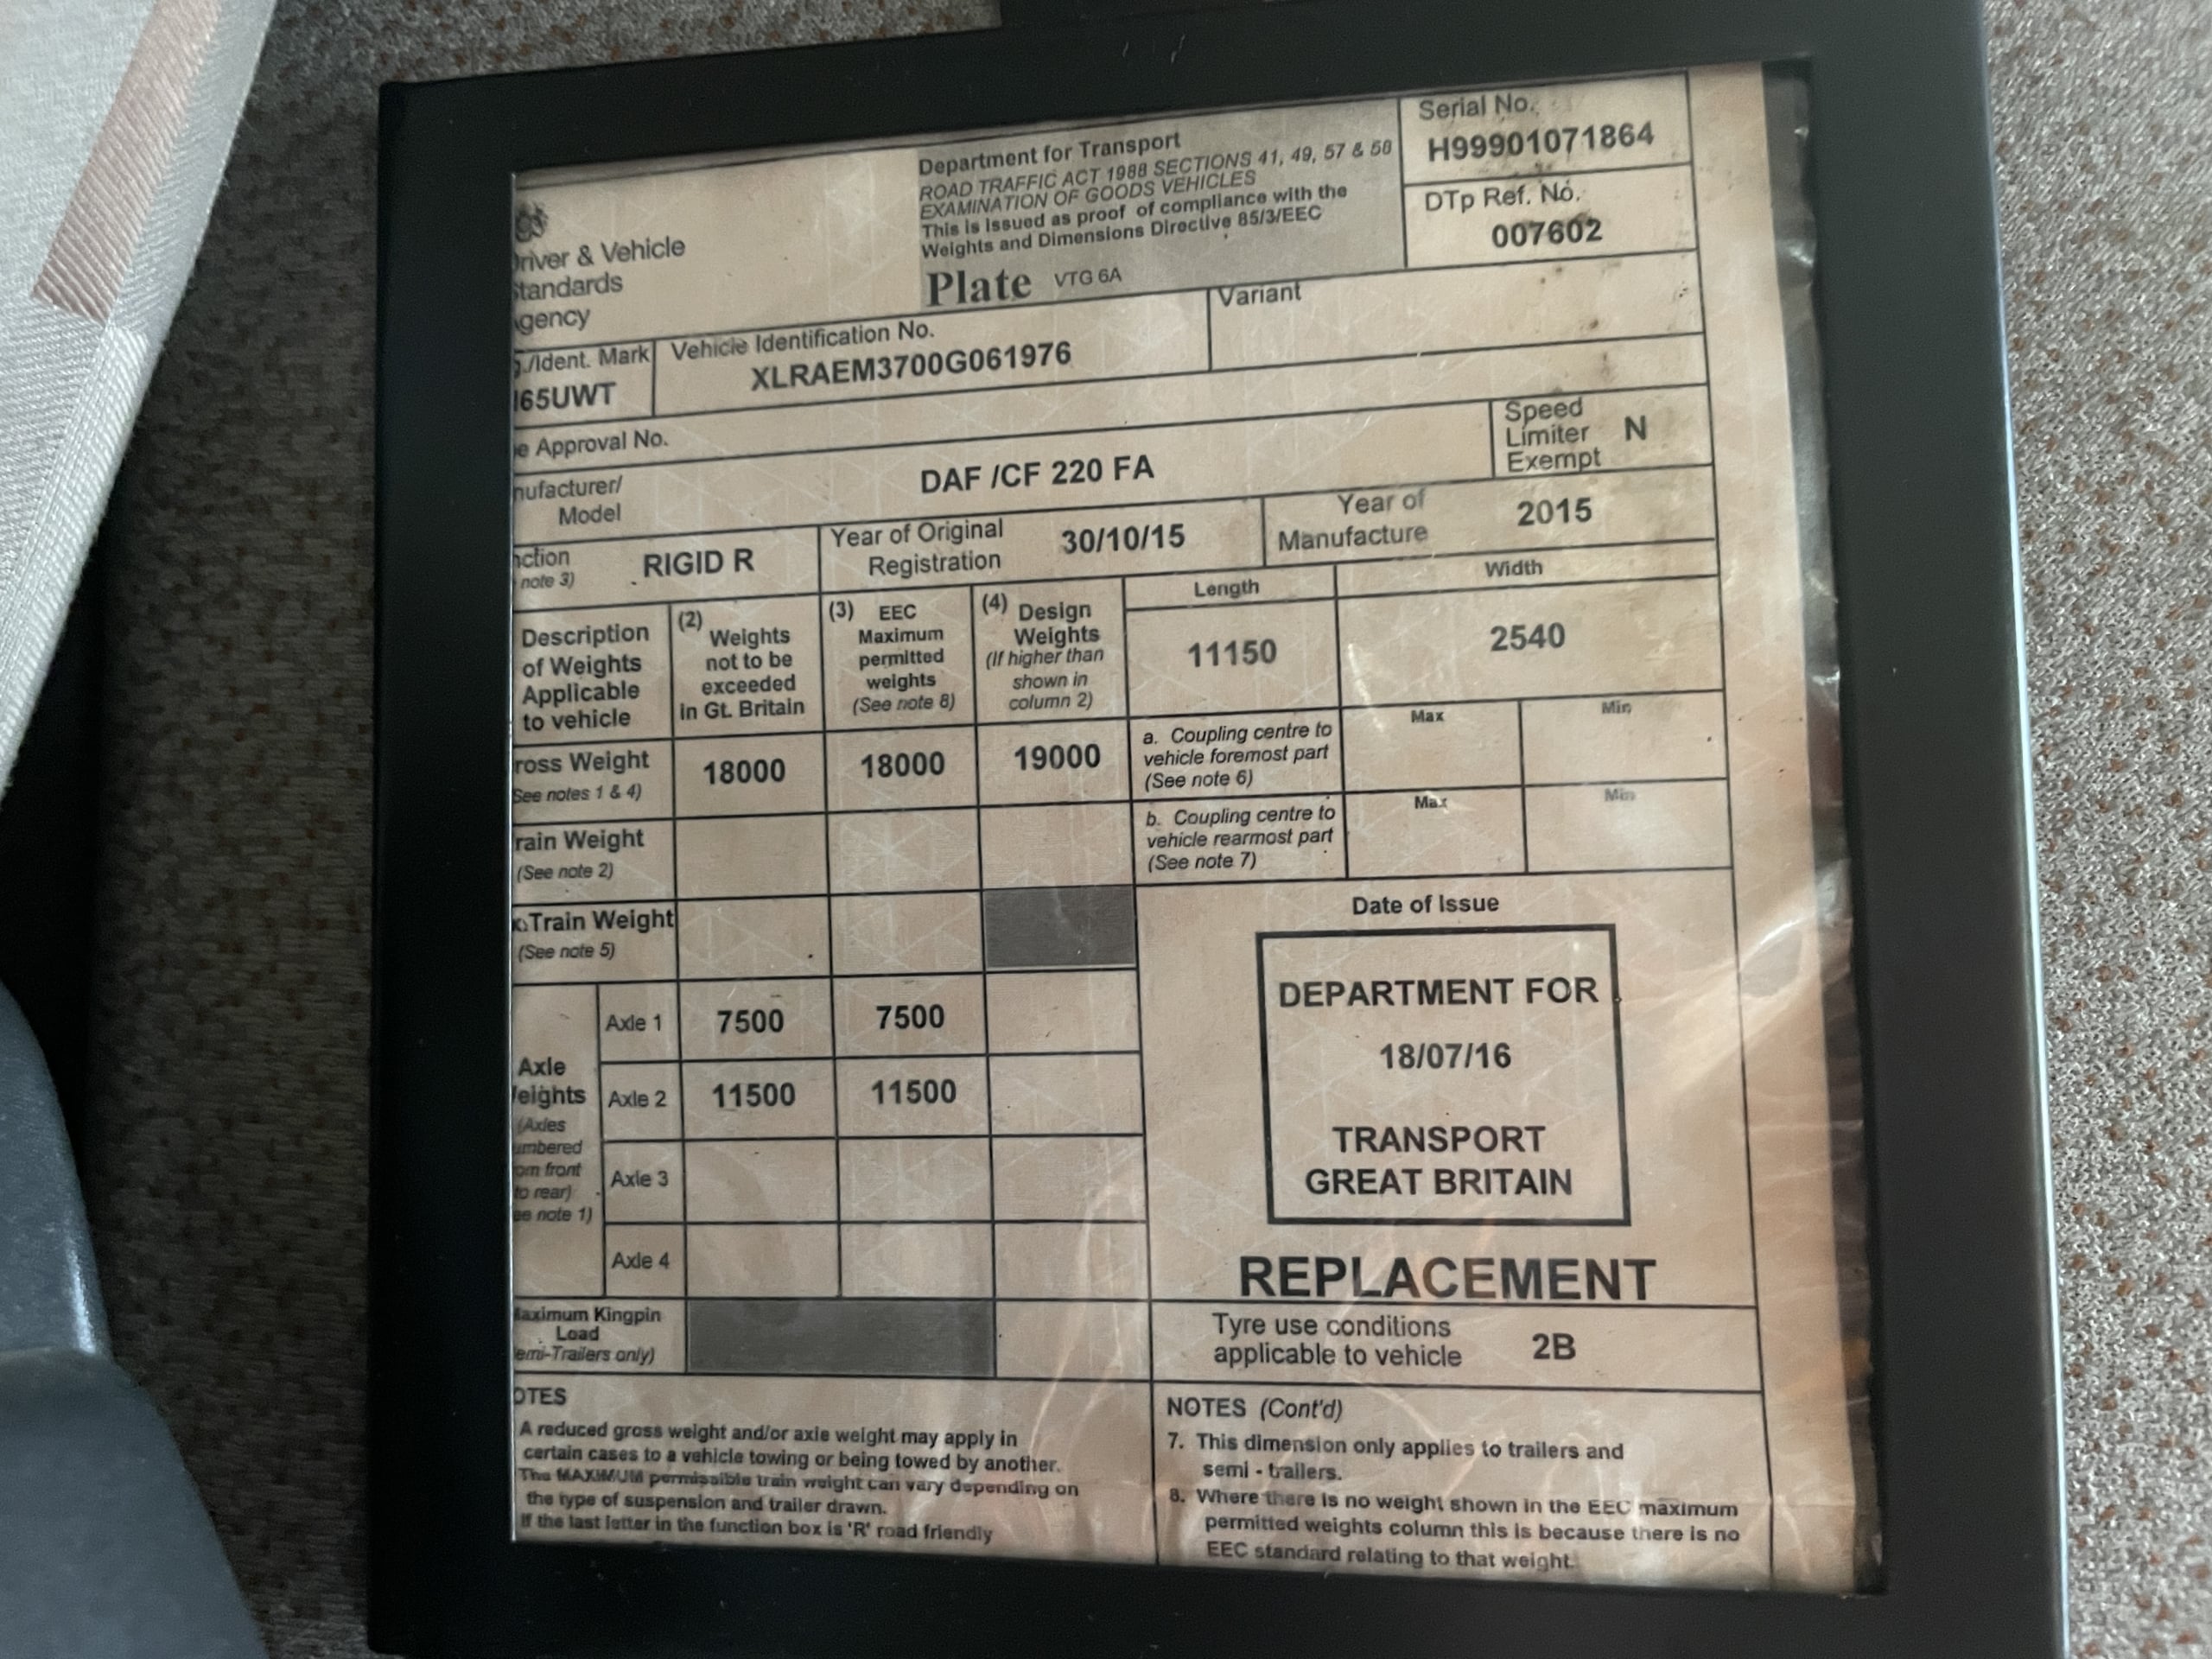 Department for Transport
ROAD TRAFFIC ACT 1988 SECTIONS 41, 49, 57 & 58
EXAMINATION OF GOODS VEHICLES
This is issued as proof of compliance with the
Weights and Dimensions Directive 85/3/EEC
Plate VTG 6A
Serial No.
H99901071864
DTp Ref. No.
007602
river & Vehicle
tandards
gency
./Ident. Mark
65UWT
Vehicle Identification No.
XLRAEM3700G061976
Variant
e Approval No.
Speed
Limiter
Exempt
N
nufacturer/
Model
DAF /CF 220 FA
nction
note 3)
RIGID R
Year of Original
Registration
30/10/15
Year of
Manufacture
2015
Description
of Weights
Applicable
to vehicle
(2) Weights
not to be
exceeded
in Gt. Britain
(3) EEC
Maximum
permitted
weights
(See note 8)
(4) Design
Weights
(If higher than
shown in
column 2)
Length
11150
Width
2540
ross Weight
See notes 1 & 4)
18000
18000
19000
a. Coupling centre to
vehicle foremost part
(See note 6)
Max
Min
rain Weight
(See note 2)
b. Coupling centre to
vehicle rearmost part
(See note 7)
Max
Min
Train Weight
(See note 5)
Date of Issue
DEPARTMENT FOR
18/07/16
TRANSPORT
GREAT BRITAIN
REPLACEMENT
Axle
eights
(Axles
umbered
om front
to rear)
ee note 1)
Axle 1 7500 7500
Axle 2 11500 11500
Axle 3
Axle 4
aximum Kingpin
Load
emi-Trailers only)
Tyre use conditions
applicable to vehicle
2B
OTES
A reduced gross weight and/or axle weight may apply in
certain cases to a vehicle towing or being towed by another.
The MAXIMUM permissible train weight can vary depending on
the type of suspension and trailer drawn.
If the last letter in the function box is 'R' road friendly
NOTES (Cont'd)
7. This dimension only applies to trailers and
semi - trailers.
8. Where there is no weight shown in the EEC maximum
permitted weights column this is because there is no
EEC standard relating to that weight.